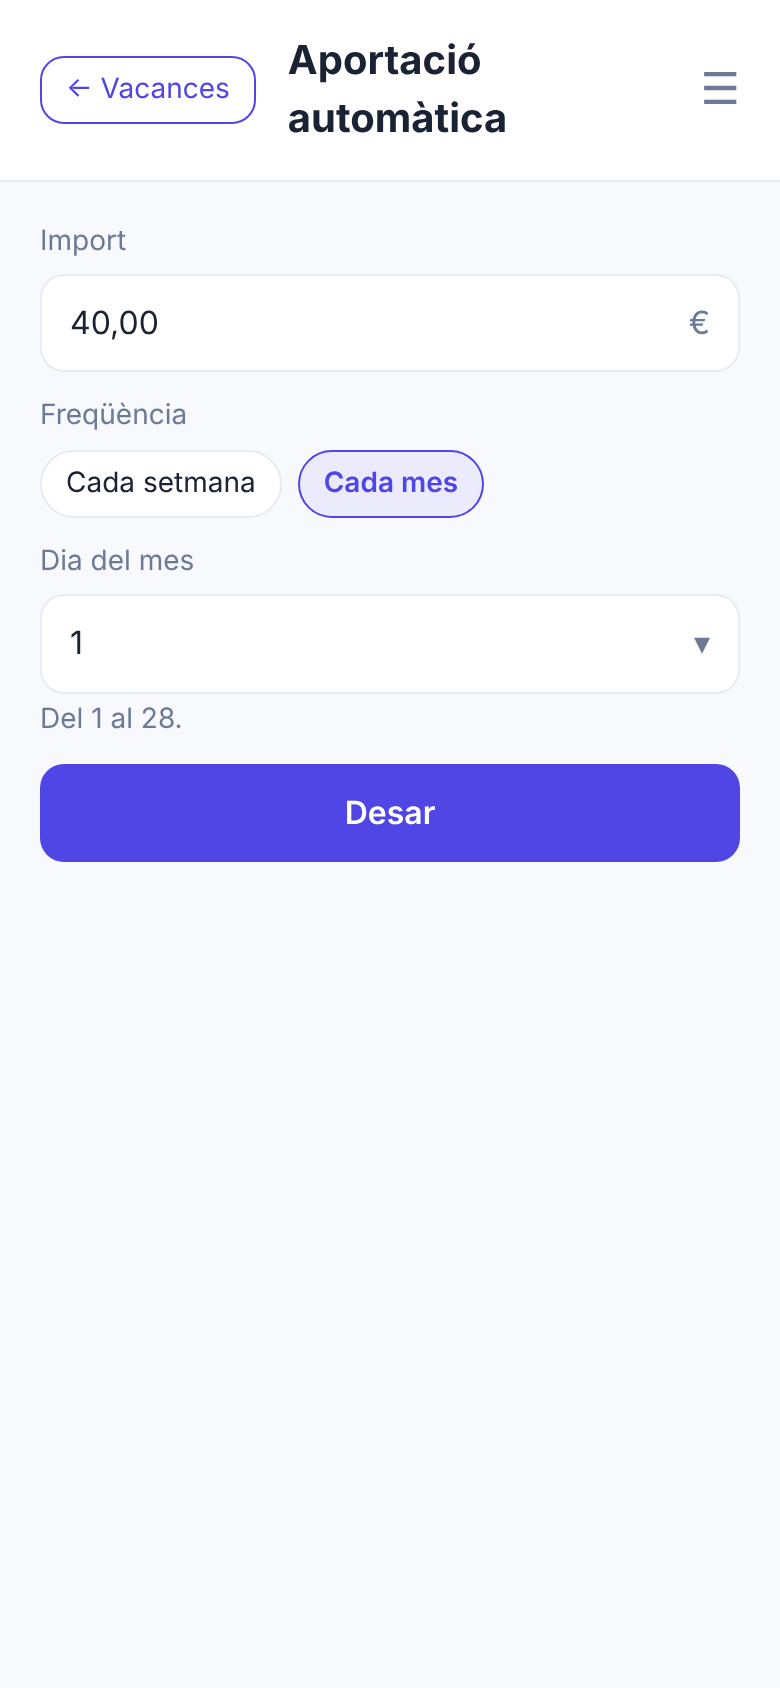 ← Vacances
Aportació
automàtica
☰
Import
40,00 €
Freqüència
Cada setmana
Cada mes
Dia del mes
1 ▼
Del 1 al 28.
Desar